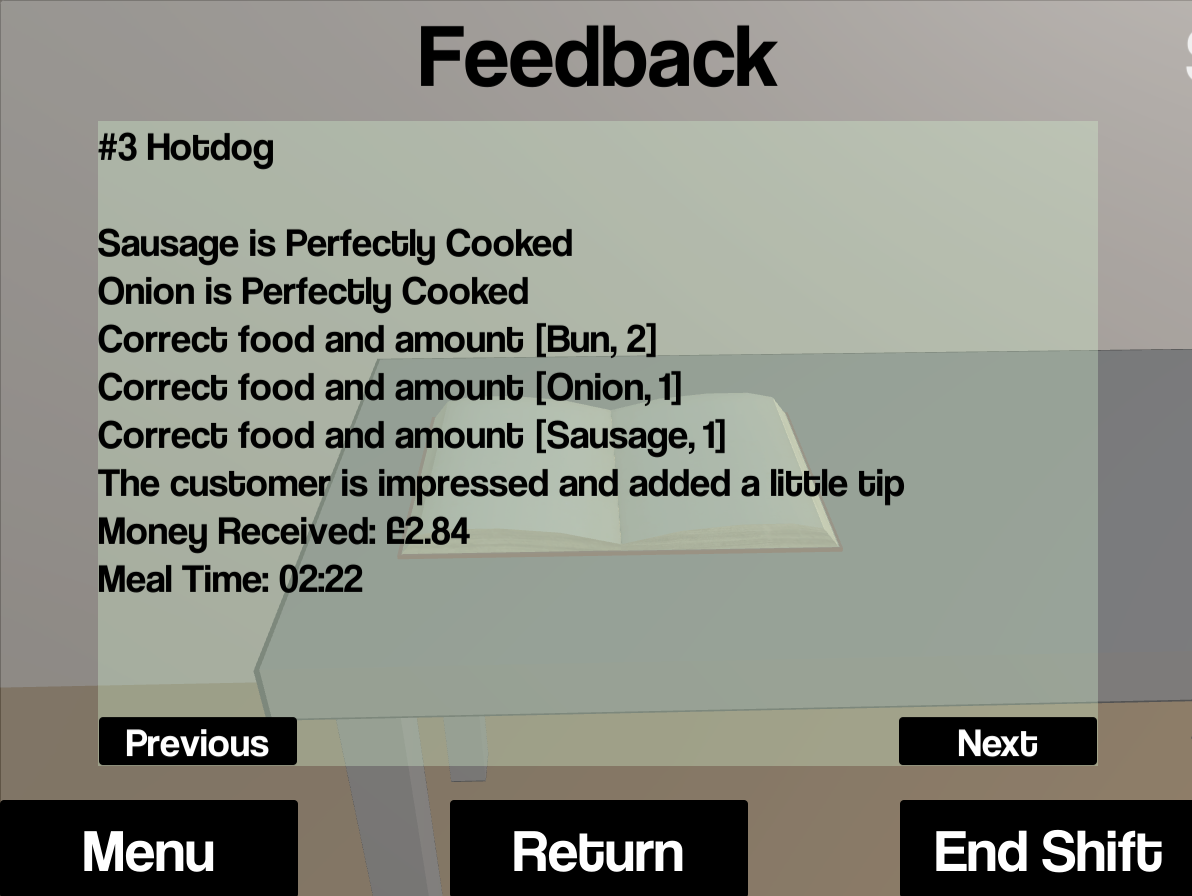 Feedback
#3 Hotdog
Sausage is Perfectly Cooked
Onion is Perfectly Cooked
Correct food and amount [Bun, 2]
Correct food and amount [Onion, 1]
Correct food and amount [Sausage, 1]
The customer is impressed and added a little tip
Money Received: £2.84
Meal Time: 02:22
Previous
Next
Menu
Return
End Shift